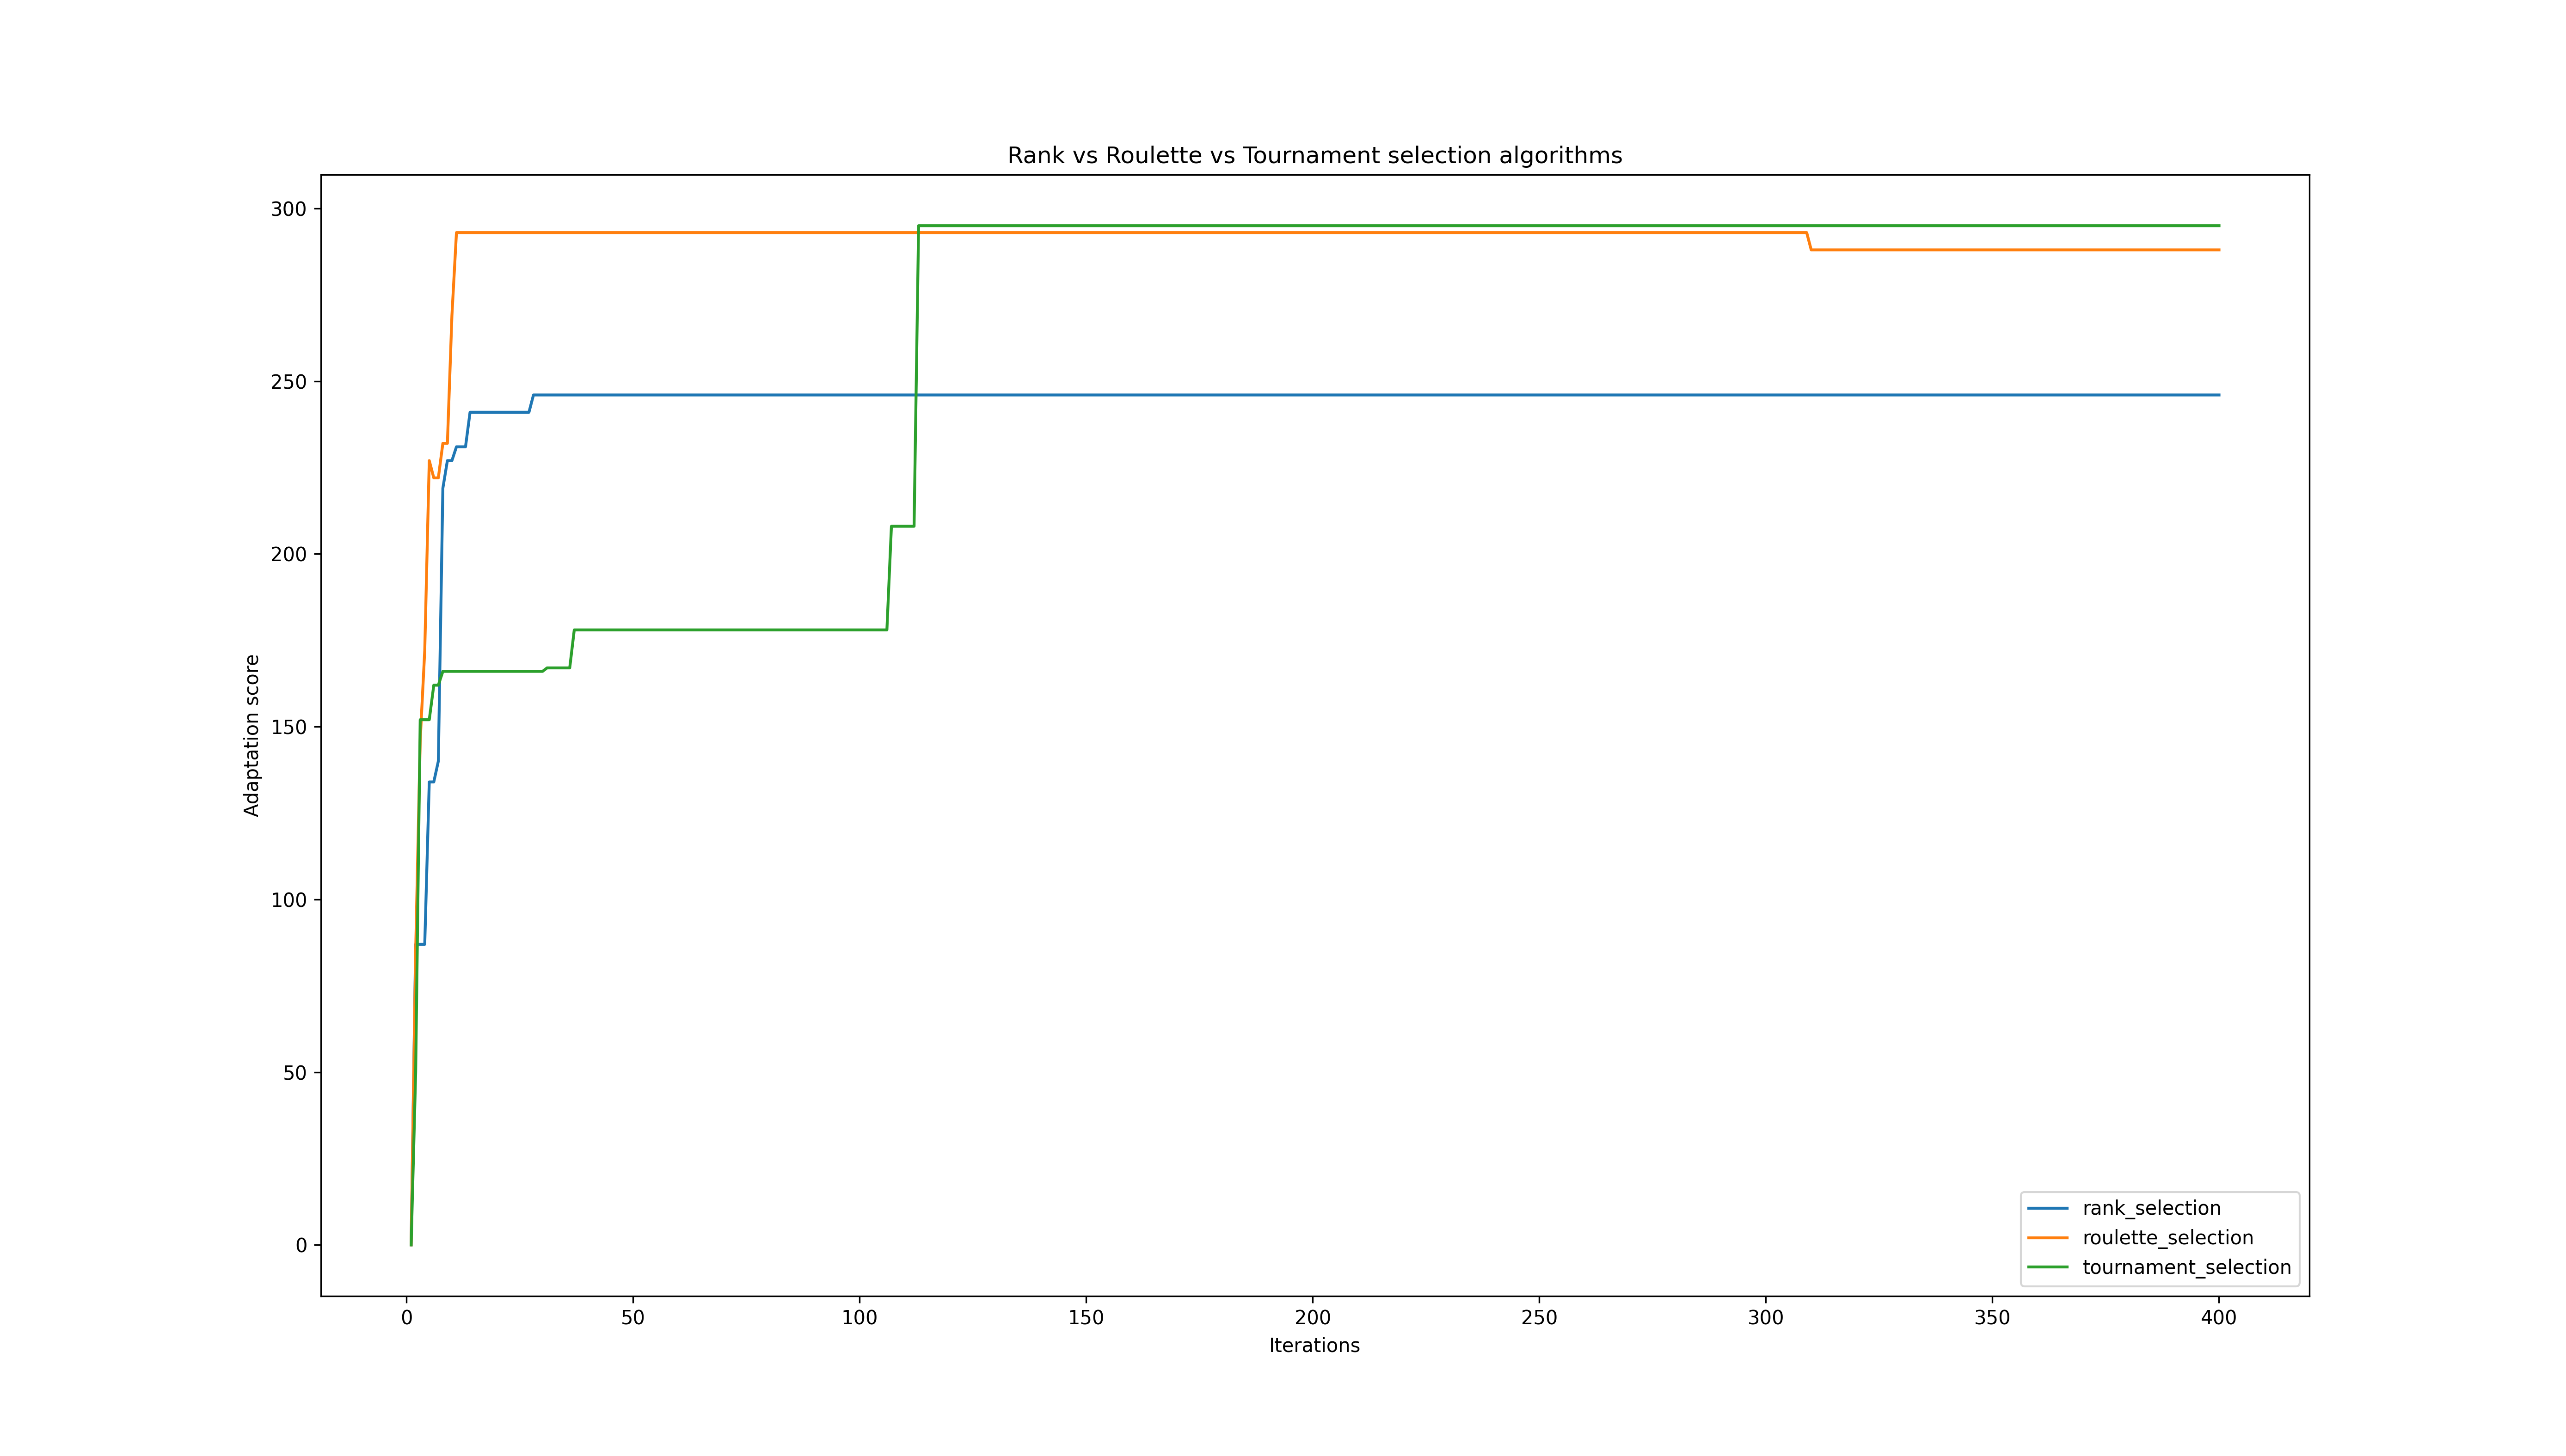 Rank vs Roulette vs Tournament selection algorithms
300
250
200
150
100
50
0
Adaptation score
0 50 100 150 200 250 300 350 400
Iterations
rank_selection
roulette_selection
tournament_selection